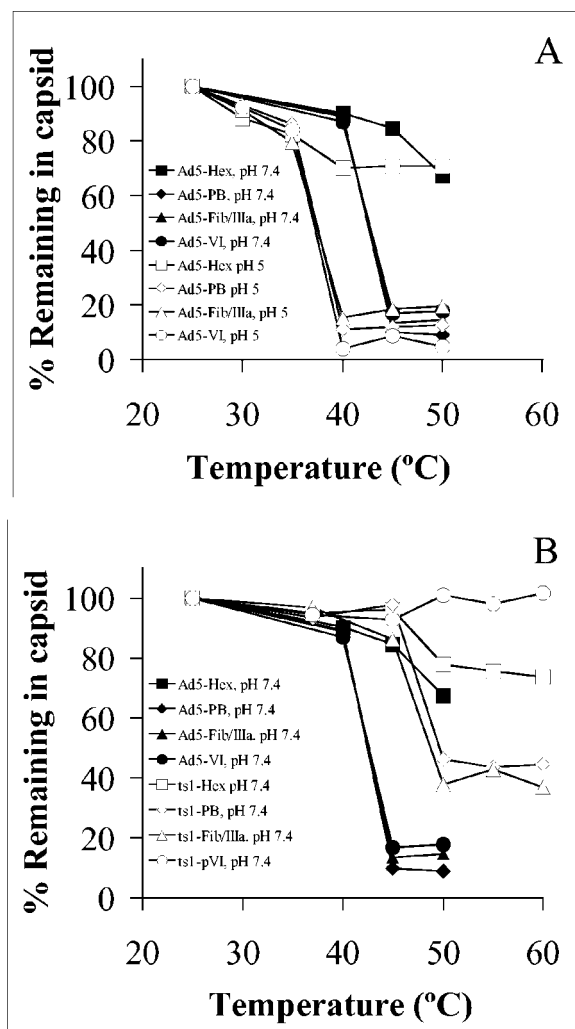 A
% Remaining in capsid
100
80
60
40
20
0
Ad5-Hex, pH 7.4
Ad5-PB, pH 7.4
Ad5-Fib/IIIa, pH 7.4
Ad5-VI, pH 7.4
Ad5-Hex pH 5
Ad5-PB pH 5
Ad5-Fib/IIIa, pH 5
Ad5-VI, pH 5
20 30 40 50 60
Temperature (ºC)
B
% Remaining in capsid
100
80
60
40
20
0
Ad5-Hex, pH 7.4
Ad5-PB, pH 7.4
Ad5-Fib/IIIa. pH 7.4
Ad5-VI, pH 7.4
ts1-Hex pH 7.4
ts1-PB, pH 7.4
ts1-Fib/IIIa. pH 7.4
ts1-pVI, pH 7.4
20 30 40 50 60
Temperature (ºC)